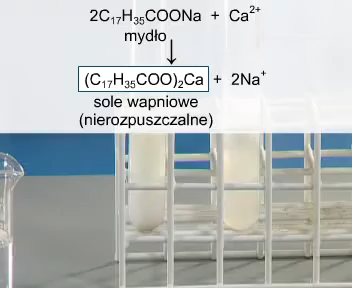 2C₁₇H₃₅COONa + Ca²⁺
mydło
↓
(C₁₇H₃₅COO)₂Ca + 2Na⁺
sole wapniowe
(nierozpuszczalne)